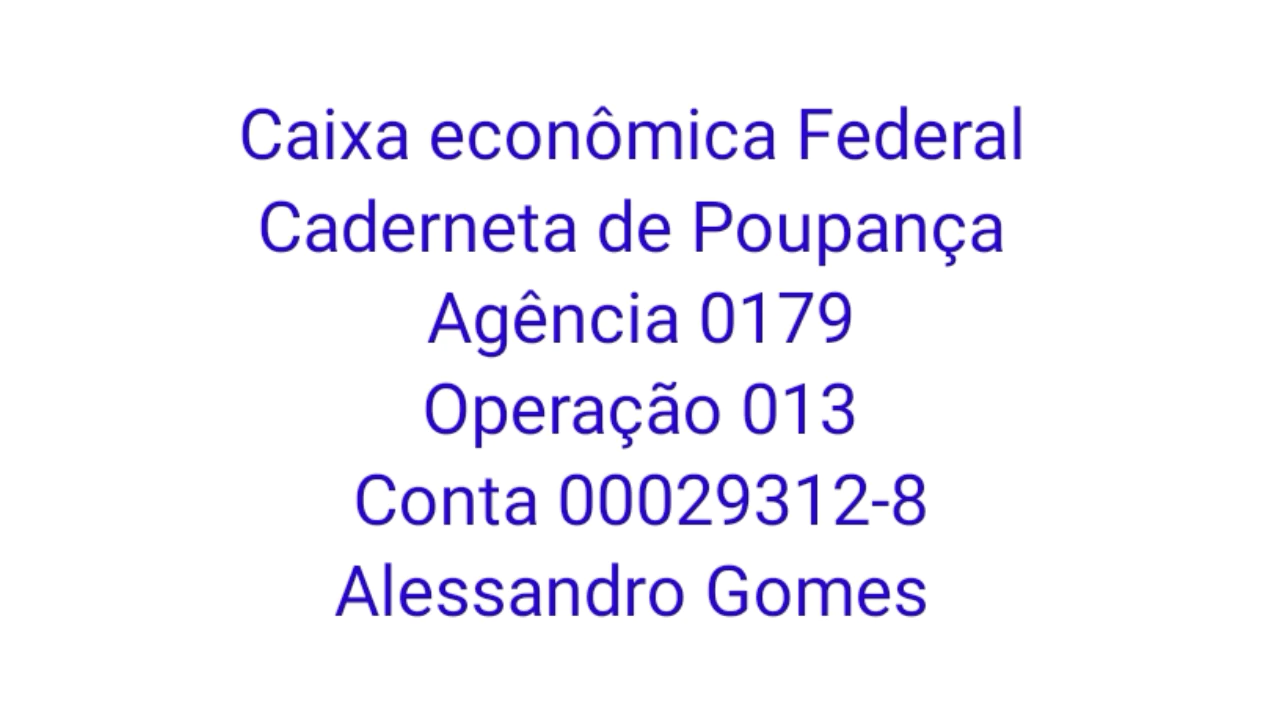 Caixa econômica Federal
Caderneta de Poupança
Agência 0179
Operação 013
Conta 00029312-8
Alessandro Gomes